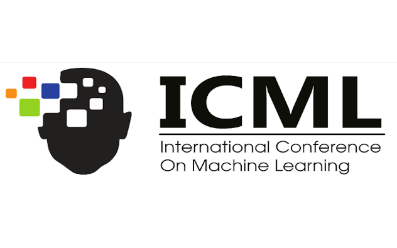 ICML
International Conference
On Machine Learning